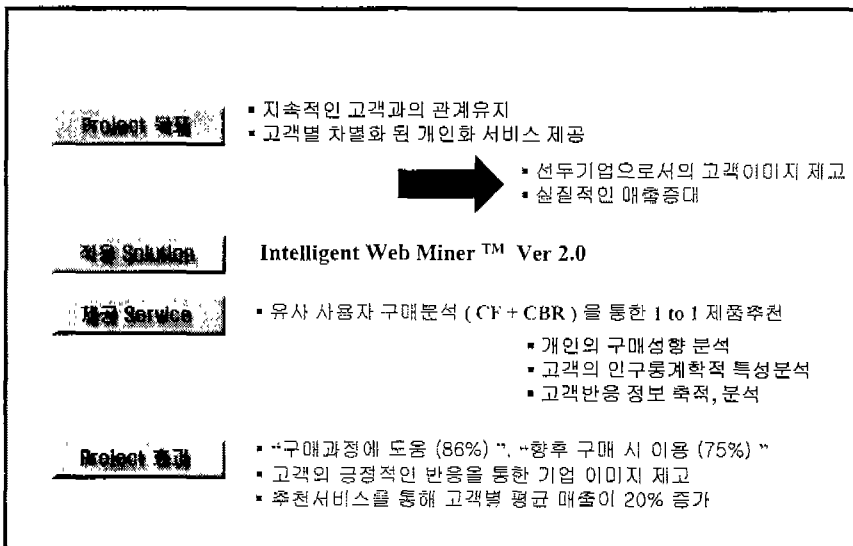 Project 목표
▪ 지속적인 고객과의 관계유지
▪ 고객별 차별화 된 개인화 서비스 제공
▪ 선두기업으로서의 고객이미지 제고
▪ 실질적인 매출증대
적용 Solution
Intelligent Web Miner ™ Ver 2.0
제공 Service
▪ 유사 사용자 구매분석 ( CF + CBR ) 을 통한 1 to 1 제품추천
▪ 개인의 구매성향 분석
▪ 고객의 인구통계학적 특성분석
▪ 고객반응 정보 축적, 분석
Project 효과
▪ “구매과정에 도움 (86%) ”, “향후 구매 시 이용 (75%) ”
▪ 고객의 긍정적인 반응을 통한 기업 이미지 제고
▪ 추천서비스를 통해 고객별 평균 매출이 20% 증가